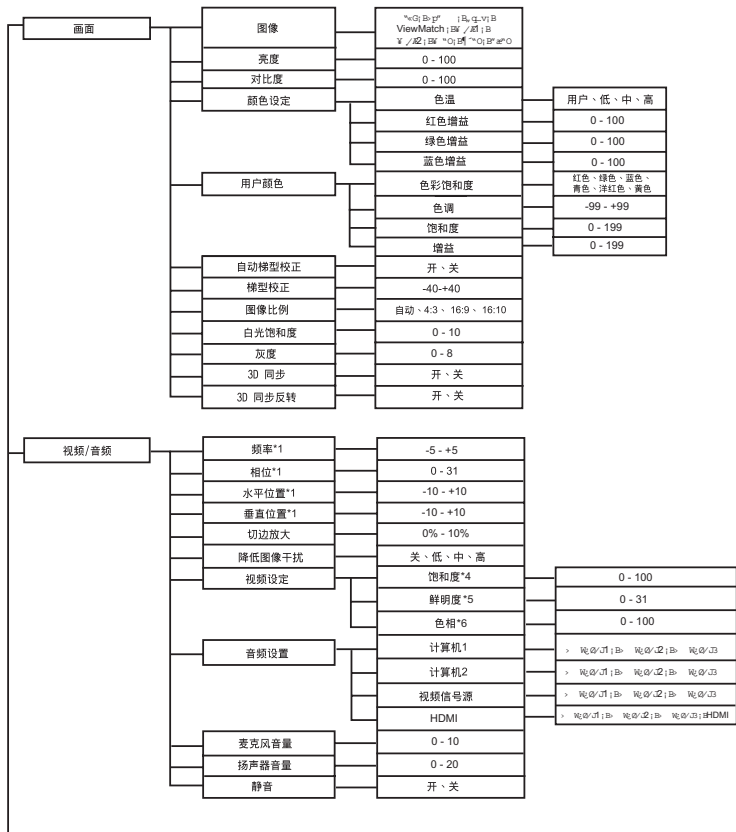 画面
图像
ViewMatch
亮度
0 - 100
对比度
0 - 100
颜色设定
色温
用户、低、中、高
红色增益
0 - 100
绿色增益
0 - 100
蓝色增益
0 - 100
用户颜色
色彩饱和度
红色、绿色、蓝色、
青色、洋红色、黄色
色调
-99 - +99
饱和度
0 - 199
增益
0 - 199
自动梯型校正
开、关
梯型校正
-40-+40
图像比例
自动、4:3、 16:9、 16:10
白光饱和度
0 - 10
灰度
0 - 8
3D 同步
开、关
3D 同步反转
开、关
视频/音频
频率*1
-5 - +5
相位*1
0 - 31
水平位置*1
-10 - +10
垂直位置*1
-10 - +10
切边放大
0% - 10%
降低图像干扰
关、低、中、高
视频设定
饱和度*4
0 - 100
鲜明度*5
0 - 31
色相*6
0 - 100
音频设置
计算机1
计算机2
视频信号源
HDMI
HDMI
麦克风音量
0 - 10
扬声器音量
0 - 20
静音
开、关